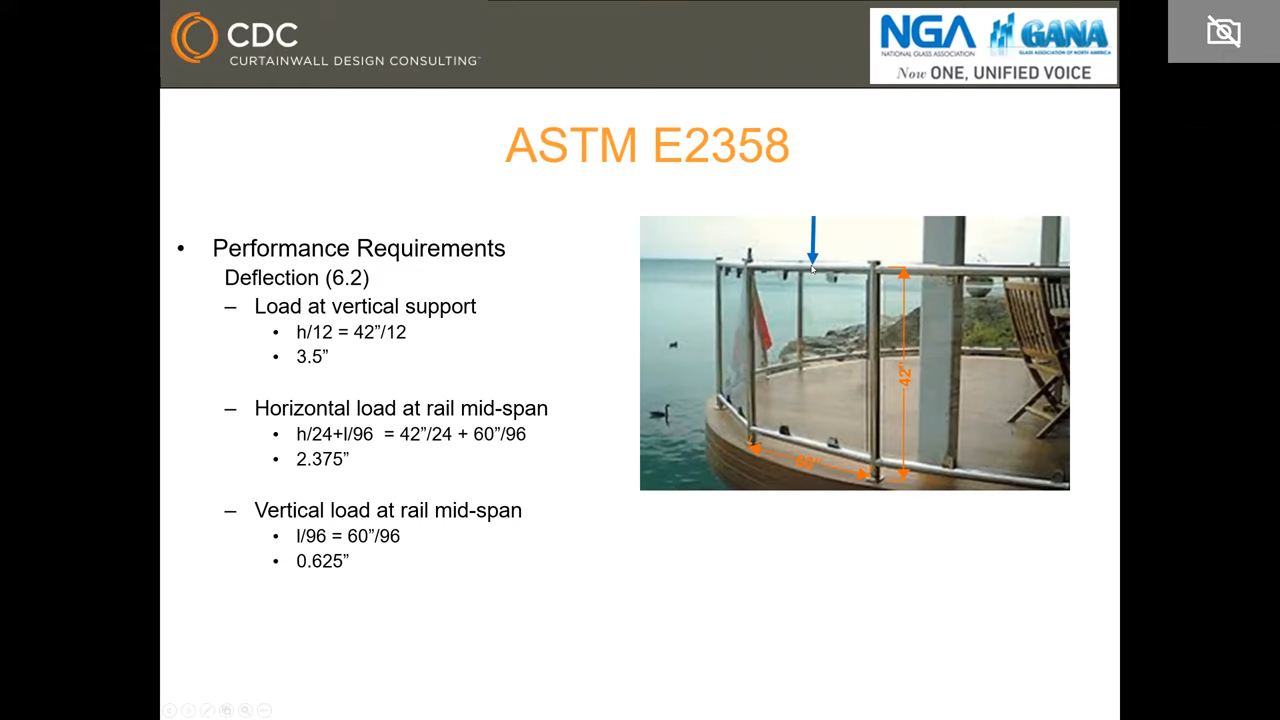 CDC
CURTAINWALL DESIGN CONSULTING
NGA
NATIONAL GLASS ASSOCIATION
GANA
GLASS ASSOCIATION OF NORTH AMERICA
Now ONE, UNIFIED VOICE
ASTM E2358
• Performance Requirements
Deflection (6.2)
– Load at vertical support
• h/12 = 42”/12
• 3.5”
– Horizontal load at rail mid-span
• h/24+l/96 = 42”/24 + 60”/96
• 2.375”
– Vertical load at rail mid-span
• l/96 = 60”/96
• 0.625”
42"
60"